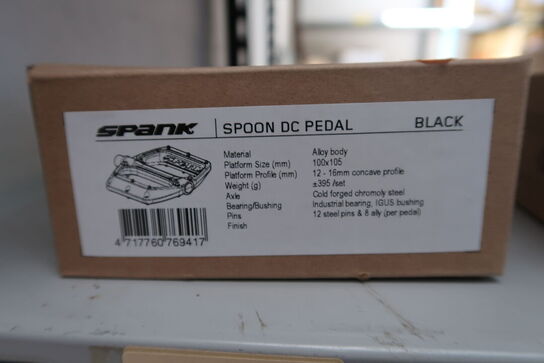 SPANK SPOON DC PEDAL BLACK
Material Alloy body
Platform Size (mm) 100x105
Platform Profile (mm) 12 - 16mm concave profile
Weight (g) ±395 /set
Axle Cold forged chromoly steel
Bearing/Bushing Industrial bearing, IGUS bushing
Pins 12 steel pins & 8 ally (per pedal)
Finish
4 717760 769417